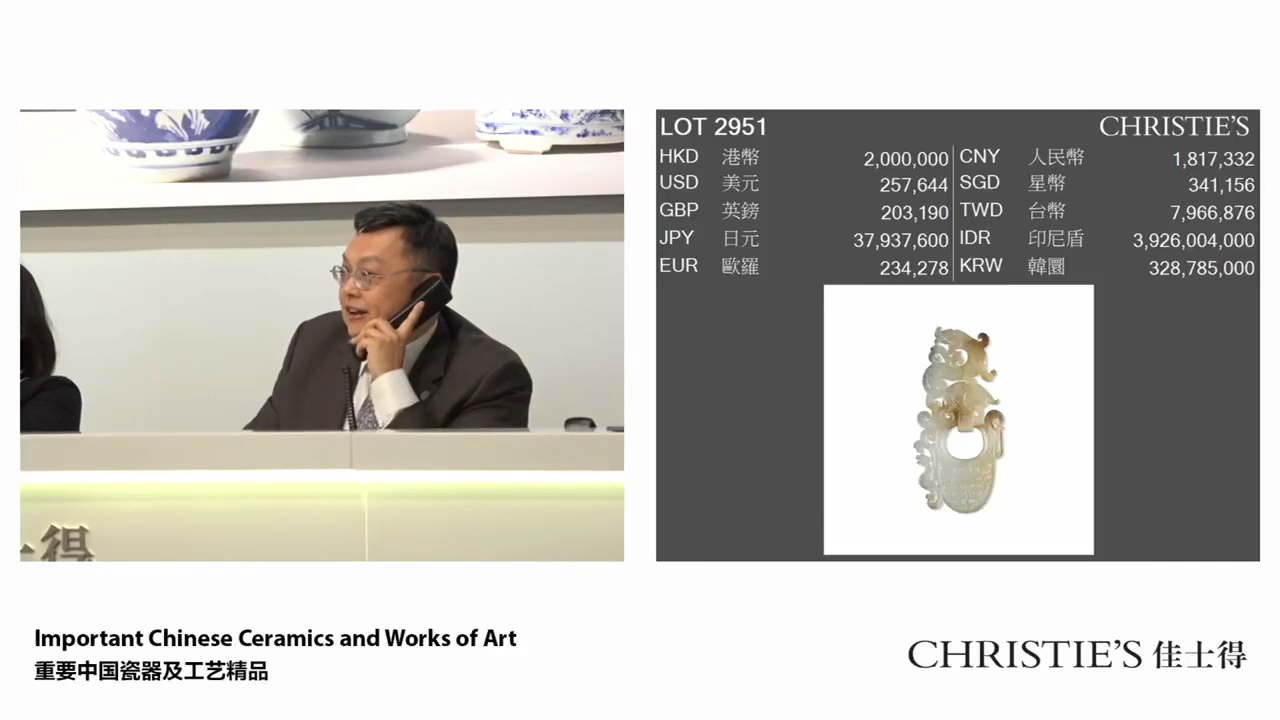 LOT 2951
CHRISTIE'S
HKD 港幣 2,000,000 CNY 人民幣 1,817,332
USD 美元 257,644 SGD 星幣 341,156
GBP 英鎊 203,190 TWD 台幣 7,966,876
JPY 日元 37,937,600 IDR 印尼盾 3,926,004,000
EUR 歐羅 234,278 KRW 韓圜 328,785,000
士得
Important Chinese Ceramics and Works of Art
重要中国瓷器及工艺精品
CHRISTIE'S 佳士得